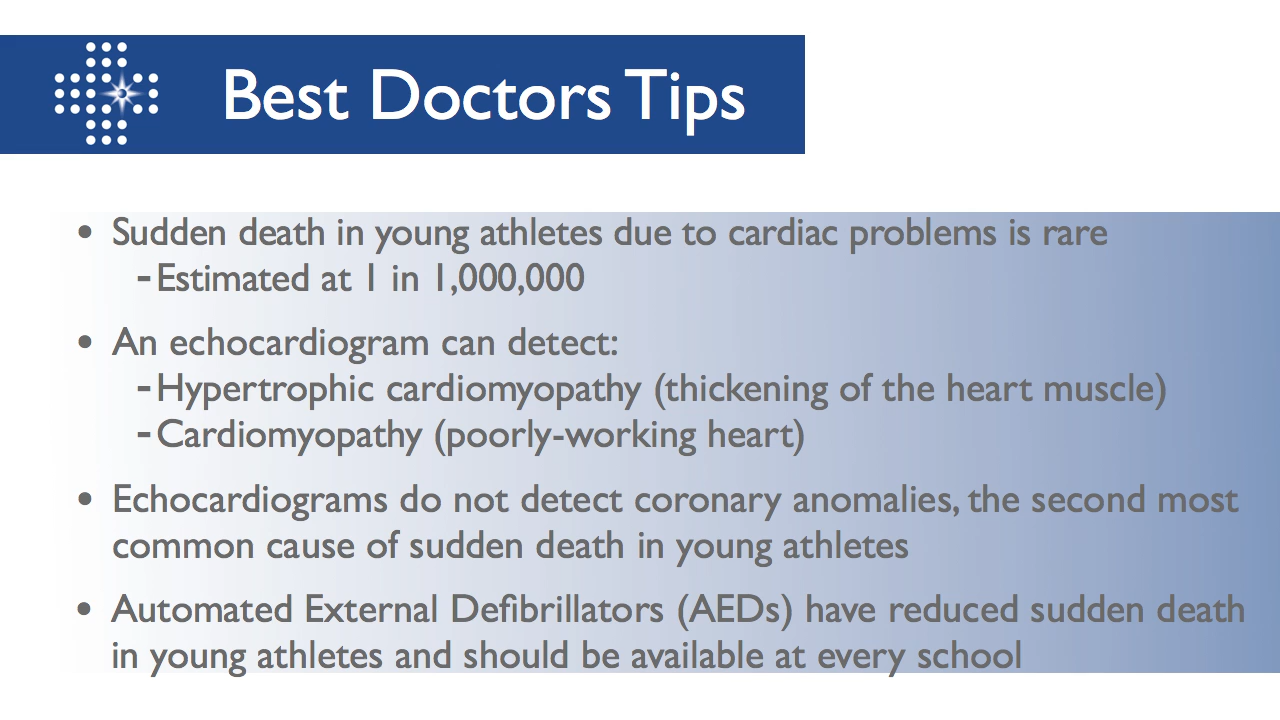 Best Doctors Tips
• Sudden death in young athletes due to cardiac problems is rare
-Estimated at 1 in 1,000,000
• An echocardiogram can detect:
-Hypertrophic cardiomyopathy (thickening of the heart muscle)
-Cardiomyopathy (poorly-working heart)
• Echocardiograms do not detect coronary anomalies, the second most
common cause of sudden death in young athletes
• Automated External Defibrillators (AEDs) have reduced sudden death
in young athletes and should be available at every school